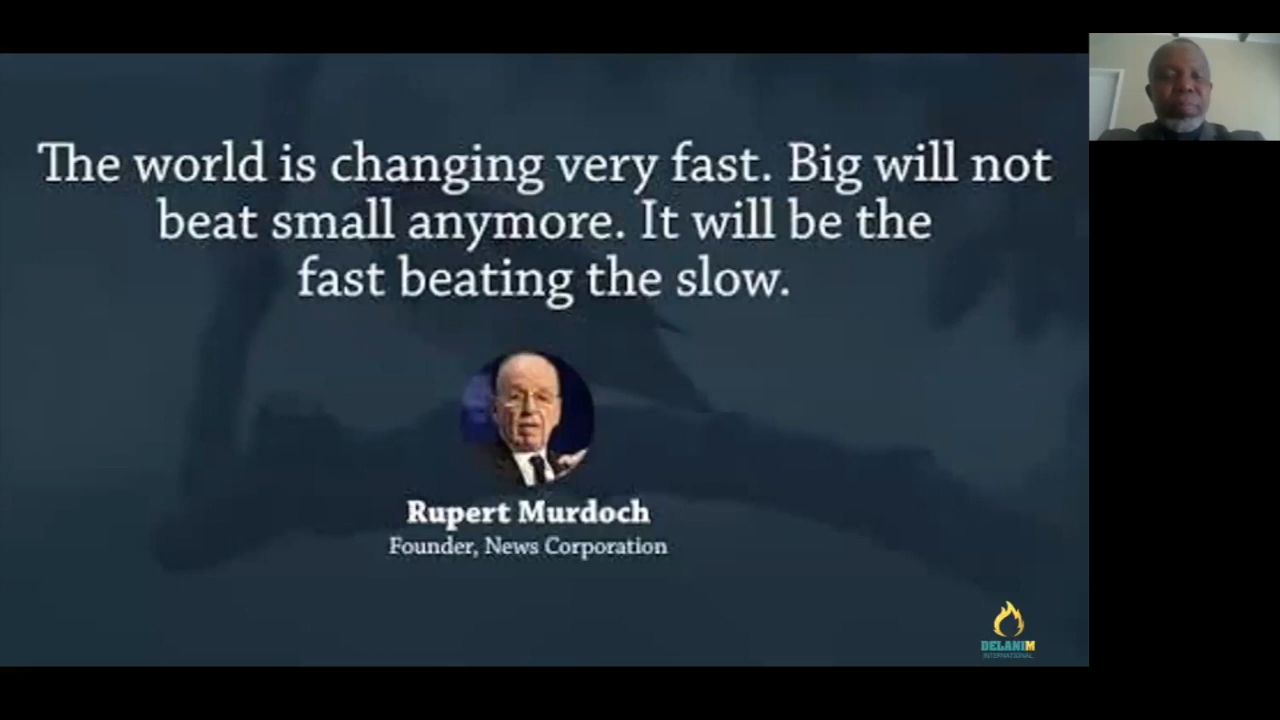 The world is changing very fast. Big will not
beat small anymore. It will be the
fast beating the slow.
Rupert Murdoch
Founder, News Corporation
DELANIM
INTERNATIONAL